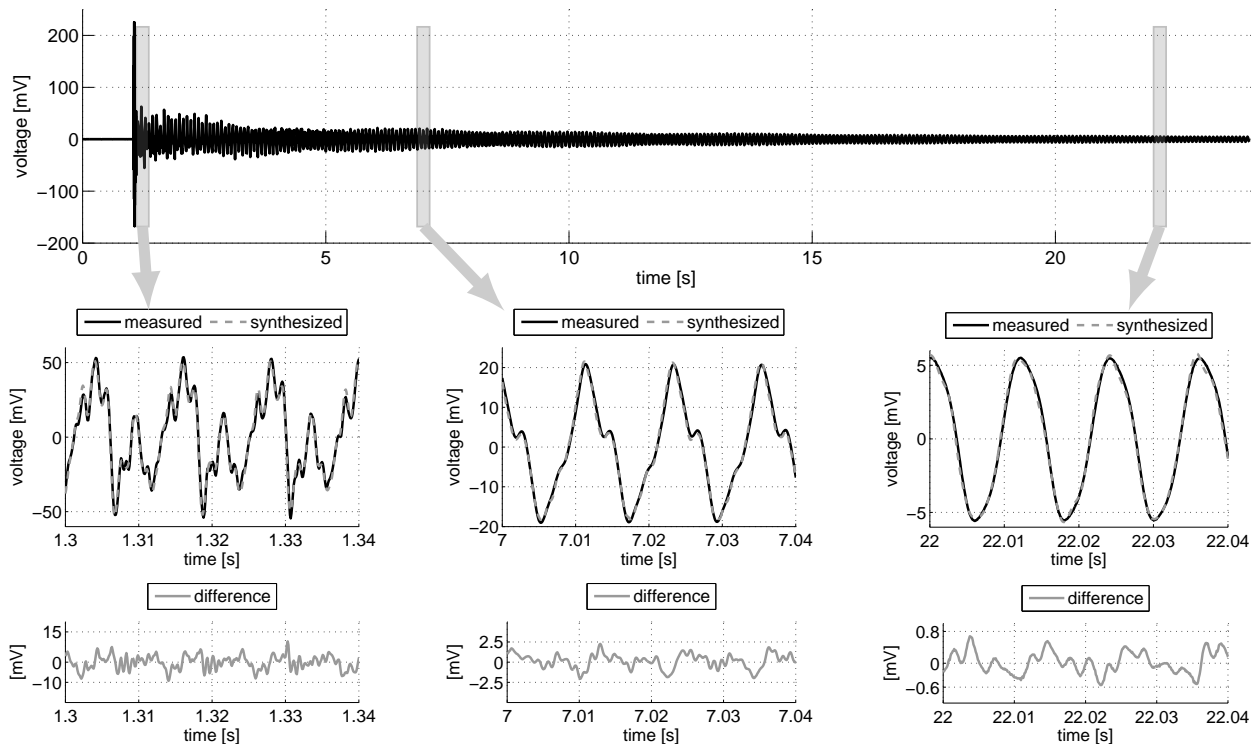 voltage [mV]
200
100
0
−100
−200
0 5 10 15 20
time [s]
measured synthesized
measured synthesized
measured synthesized
voltage [mV]
50
0
−50
1.3 1.31 1.32 1.33 1.34
time [s]
voltage [mV]
20
10
0
−10
−20
7 7.01 7.02 7.03 7.04
time [s]
voltage [mV]
5
0
−5
22 22.01 22.02 22.03 22.04
time [s]
difference
difference
difference
[mV]
15
0
−10
1.3 1.31 1.32 1.33 1.34
time [s]
[mV]
2.5
0
−2.5
7 7.01 7.02 7.03 7.04
time [s]
[mV]
0.8
0
−0.6
22 22.01 22.02 22.03 22.04
time [s]